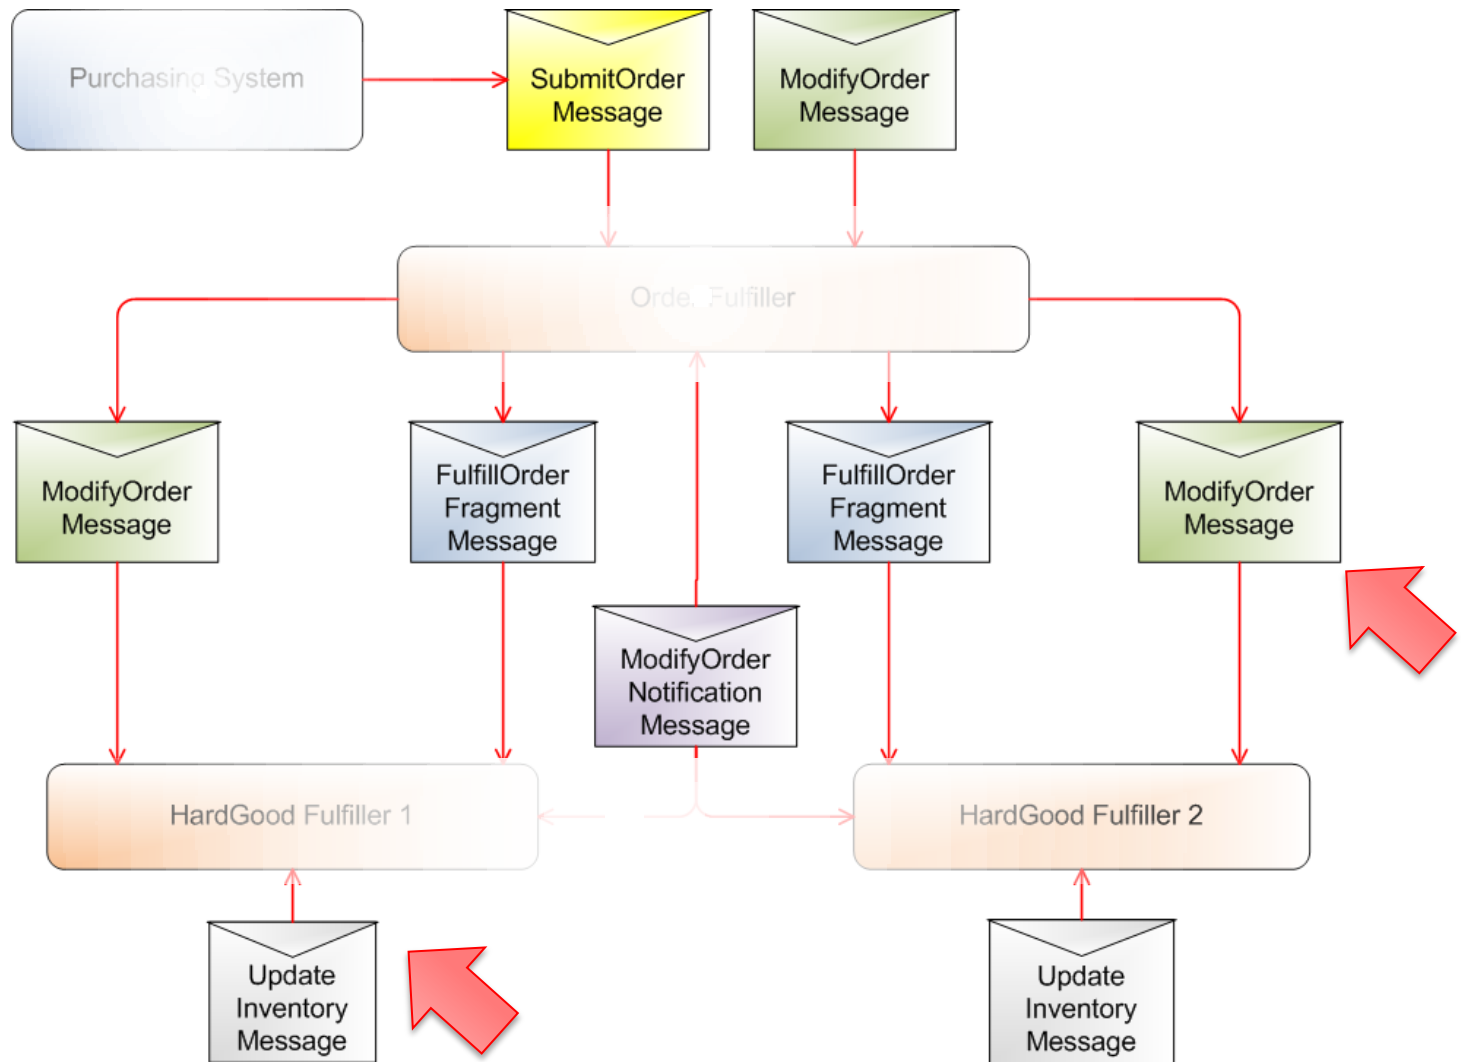 Purchasing System
SubmitOrder
Message
ModifyOrder
Message
Order Fulfiller
ModifyOrder
Message
FulfillOrder
Fragment
Message
FulfillOrder
Fragment
Message
ModifyOrder
Message
ModifyOrder
Notification
Message
HardGood Fulfiller 1
HardGood Fulfiller 2
Update
Inventory
Message
Update
Inventory
Message